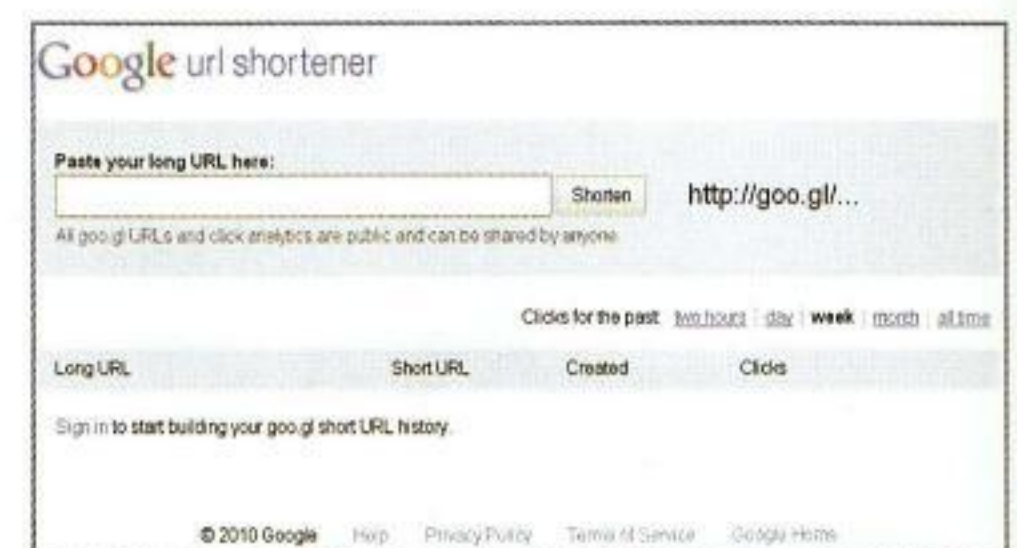 Google url shortener
Paste your long URL here:
Shorten
http://goo.gl/...
All goo.gl URLs and click analytics are public and can be shared by anyone.
Clicks for the past: two hours | day | week | month | all time
Long URL Short URL Created Clicks
Sign in to start building your goo.gl short URL history.
© 2010 Google Help Privacy Policy Terms of Service Google Home